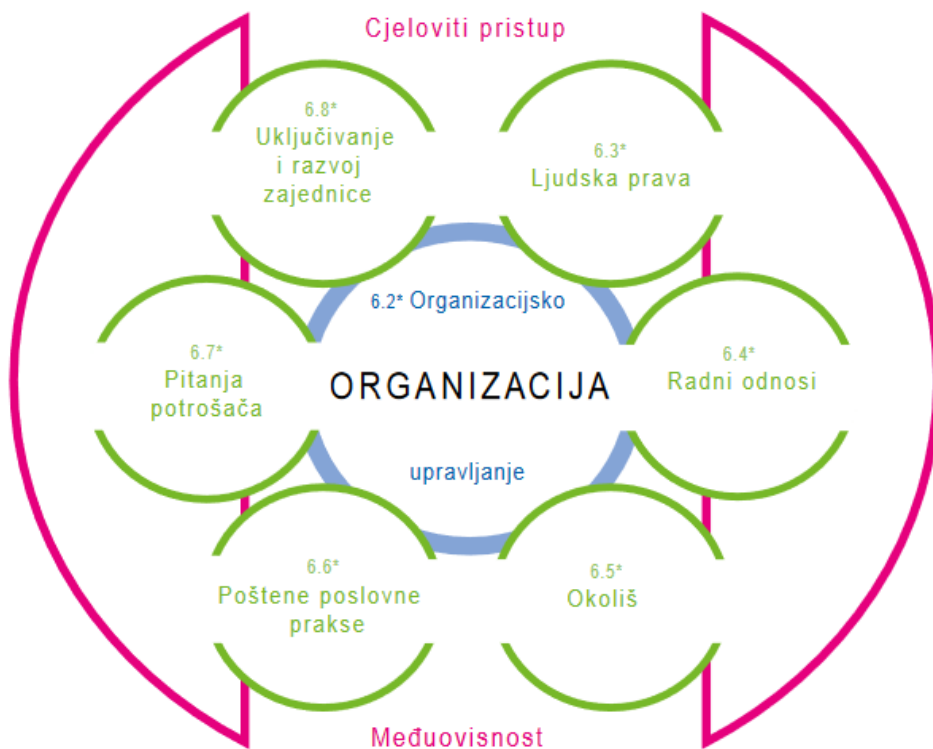 Cjeloviti pristup
6.8*
Uključivanje
i razvoj
zajednice
6.3*
Ljudska prava
6.2* Organizacijsko
6.7*
Pitanja
potrošača
ORGANIZACIJA
6.4*
Radni odnosi
upravljanje
6.6*
Poštene poslovne
prakse
6.5*
Okoliš
Međuovisnost